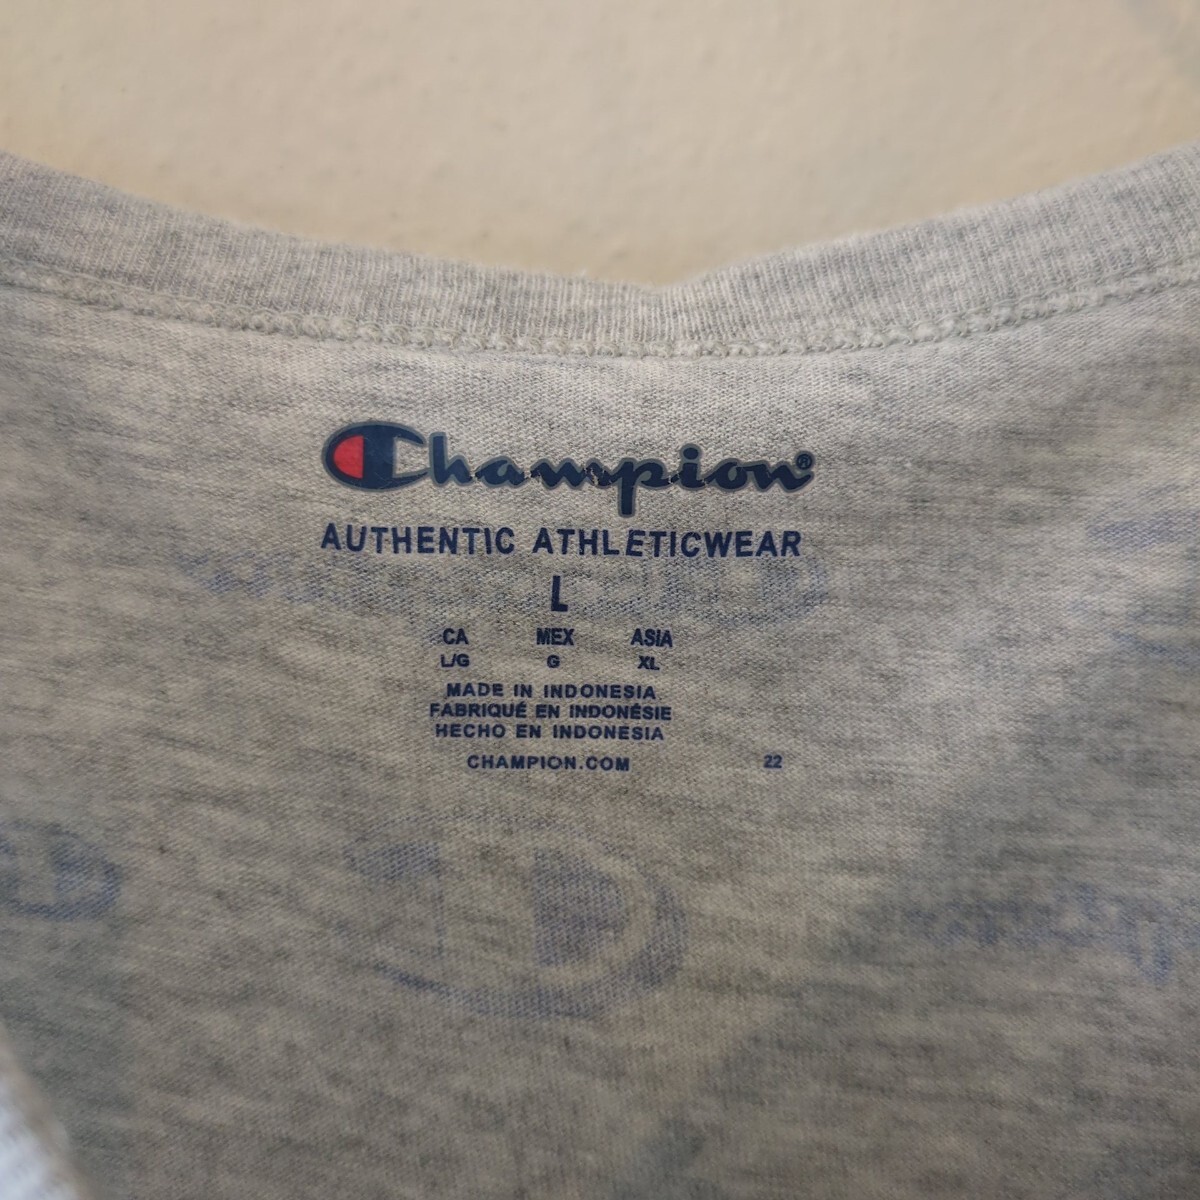 Champion®
AUTHENTIC ATHLETICWEAR
L
CA MEX ASIA
L/G G XL
MADE IN INDONESIA
FABRIQUÉ EN INDONÉSIE
HECHO EN INDONESIA
CHAMPION.COM 22